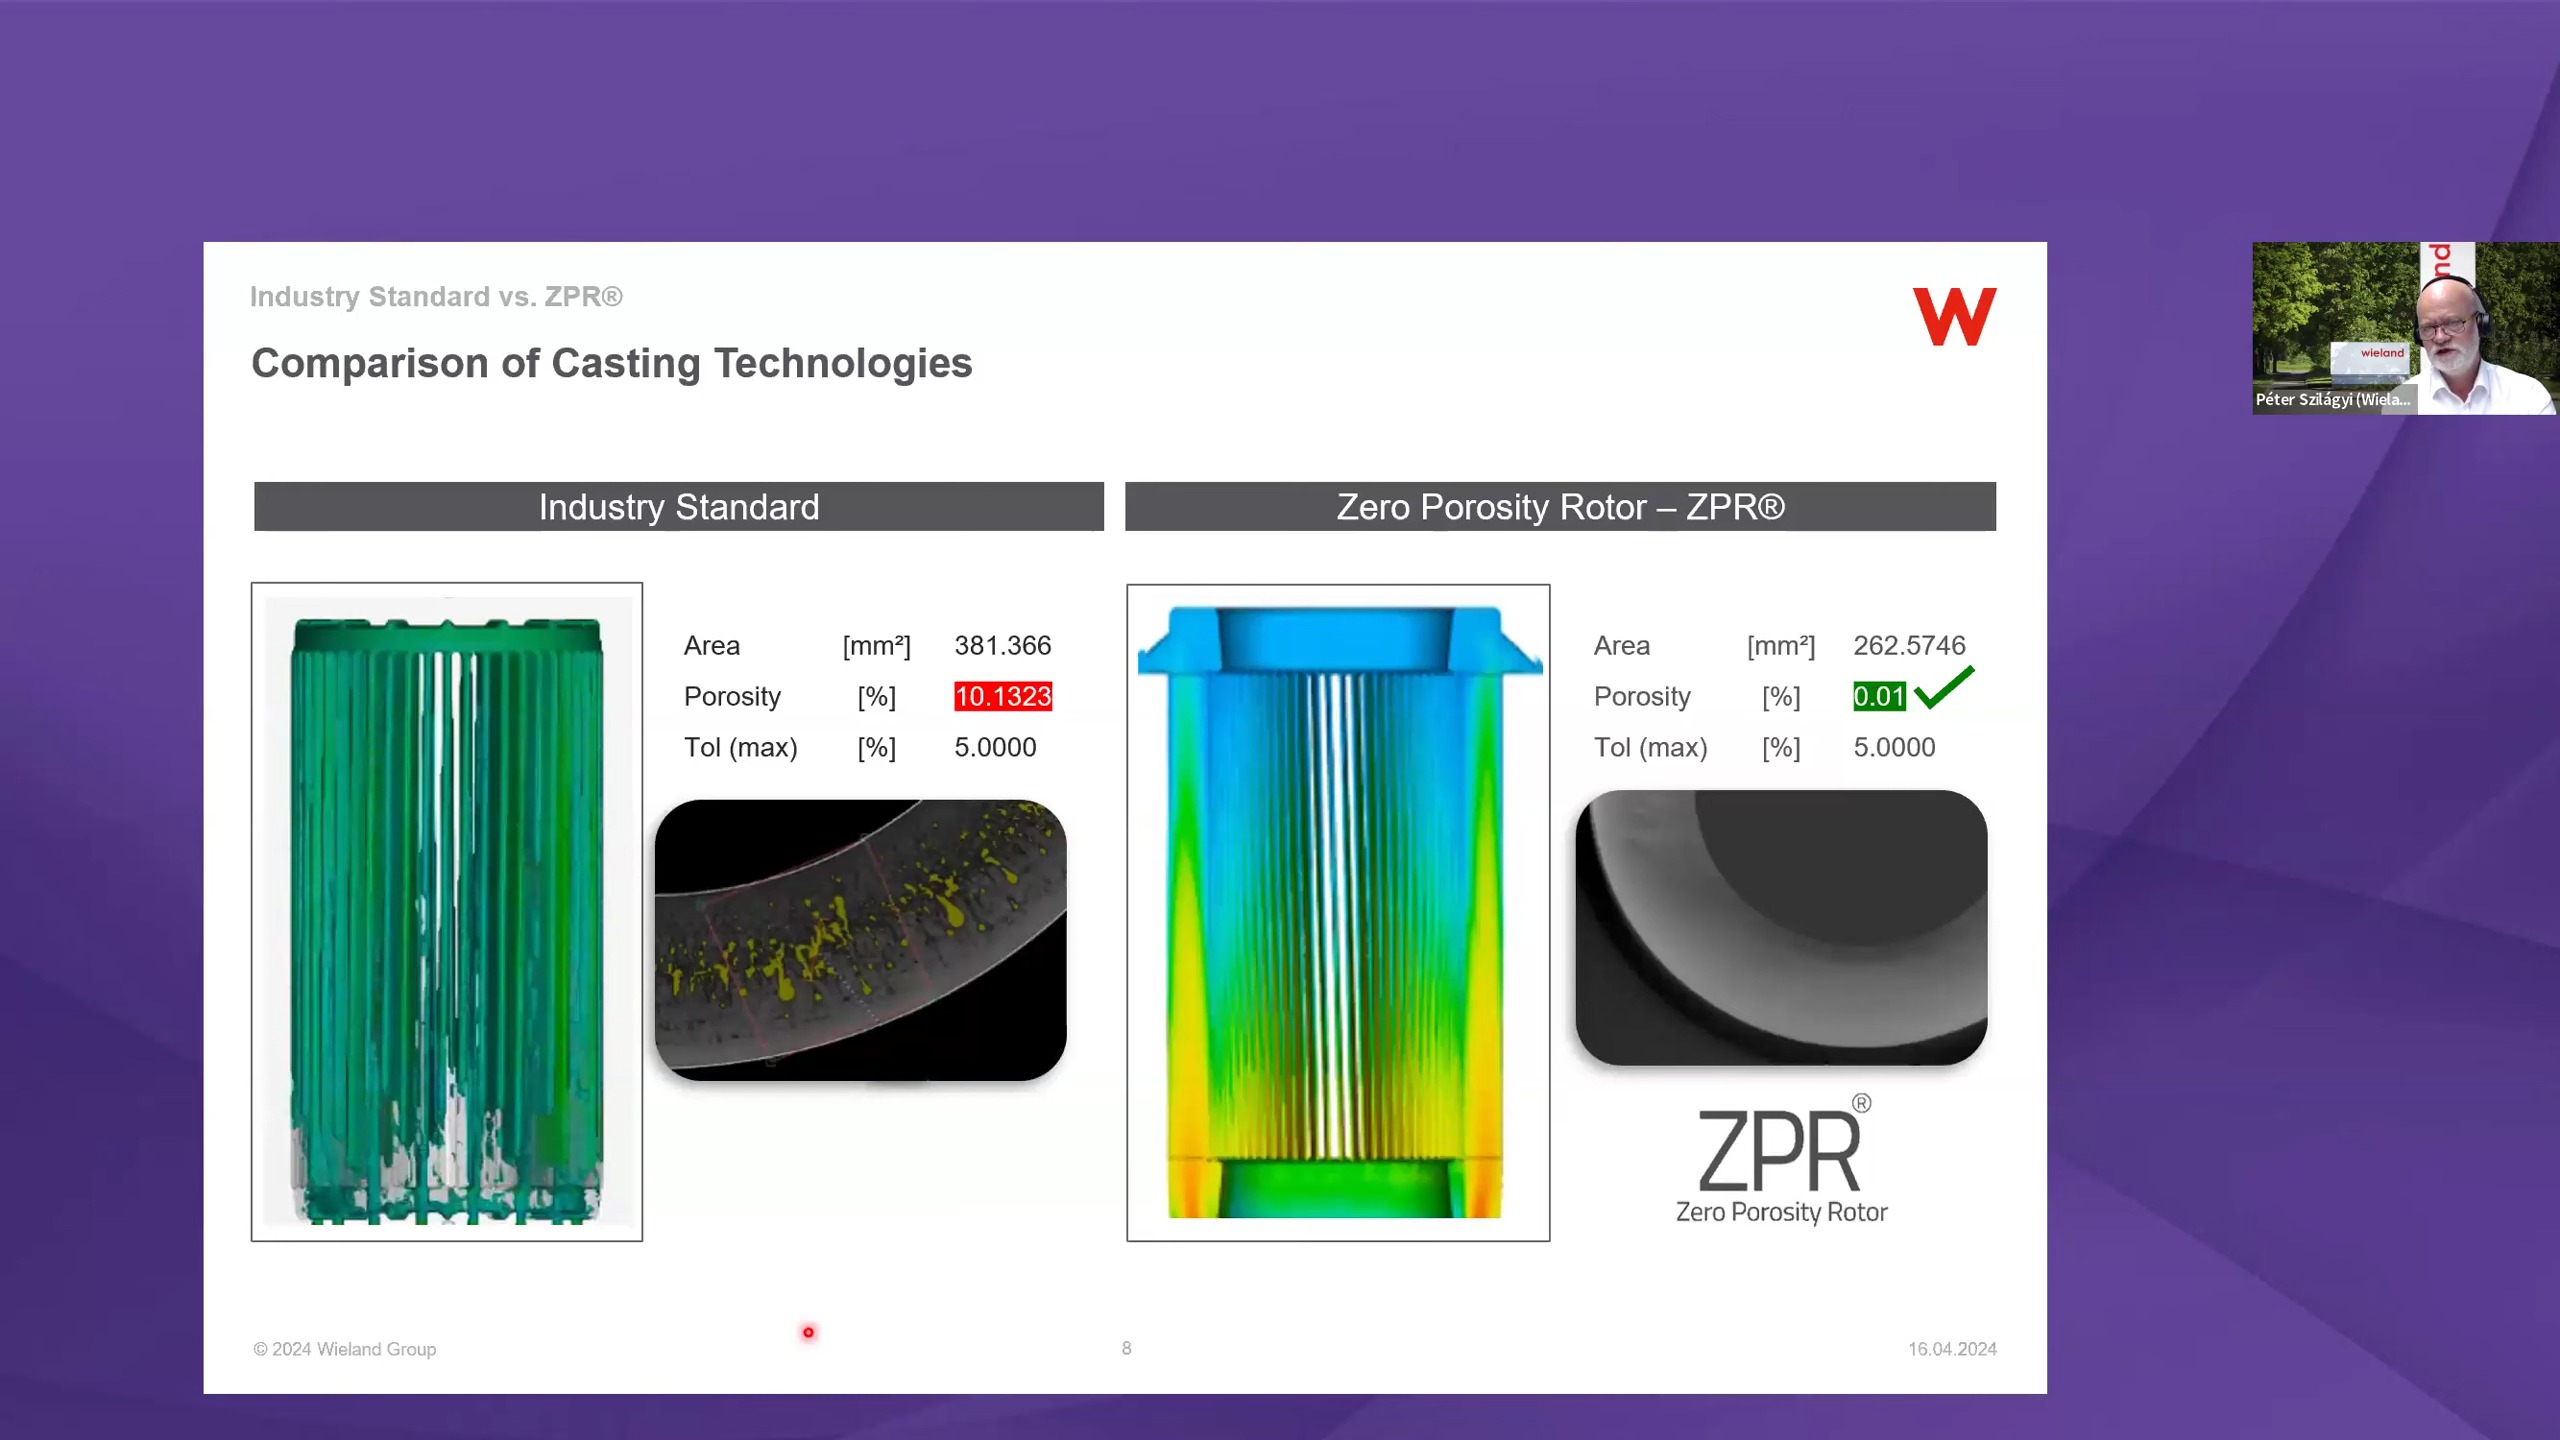 Industry Standard vs. ZPR®
W
Comparison of Casting Technologies
Industry Standard
Area [mm²] 381.366
Porosity [%] 10.1323
Tol (max) [%] 5.0000
Zero Porosity Rotor – ZPR®
Area [mm²] 262.5746
Porosity [%] 0.01
Tol (max) [%] 5.0000
ZPR®
Zero Porosity Rotor
© 2024 Wieland Group
8
16.04.2024
nd
wieland
Péter Szilágyi (Wiela...